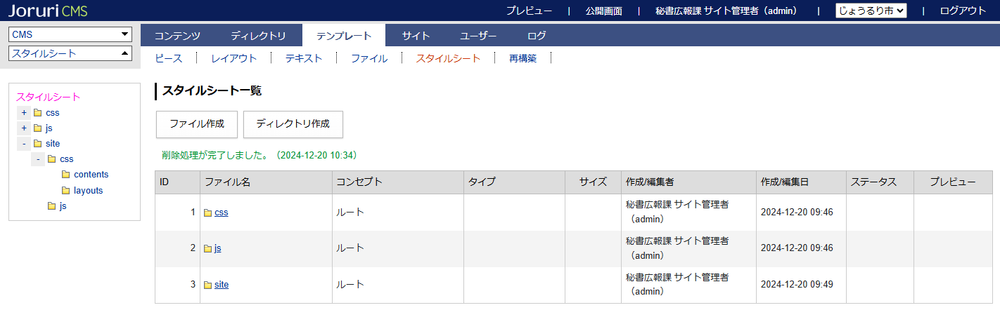 Joruri CMS プレビュー | 公開画面 | 秘書広報課 サイト管理者（admin） | じょうるり市 | ログアウト
CMS
スタイルシート
コンテンツ ディレクトリ テンプレート サイト ユーザー ログ
ピース レイアウト テキスト ファイル スタイルシート 再構築
スタイルシート
+ css
+ js
- site
- css
contents
layouts
js
スタイルシート一覧
ファイル作成 ディレクトリ作成
削除処理が完了しました。（2024-12-20 10:34）
ID ファイル名 コンセプト タイプ サイズ 作成/編集者 作成/編集日 ステータス プレビュー
1 css ルート 秘書広報課 サイト管理者 2024-12-20 09:46
（admin）
2 js ルート 秘書広報課 サイト管理者 2024-12-20 09:46
（admin）
3 site ルート 秘書広報課 サイト管理者 2024-12-20 09:49
（admin）